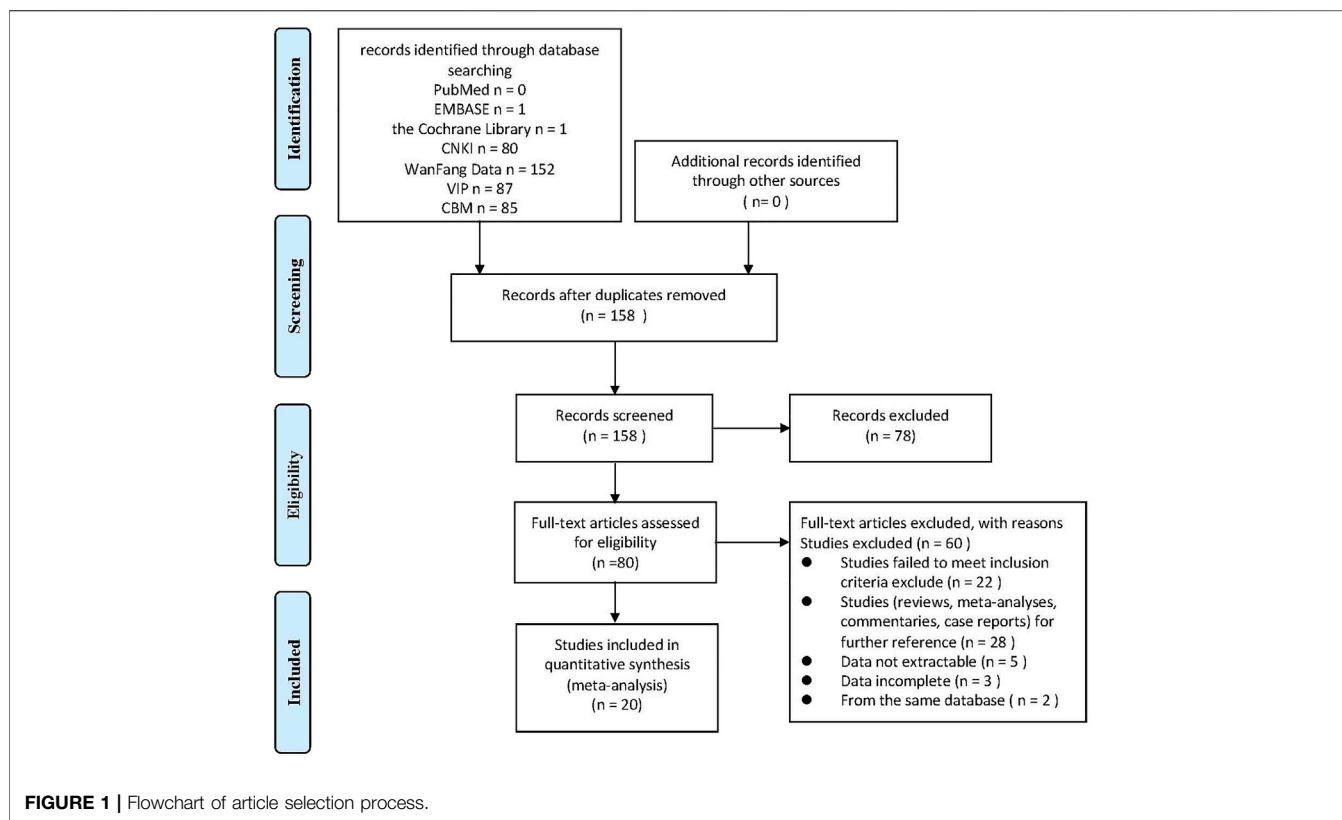 Identification
records identified through database
searching
PubMed n = 0
EMBASE n = 1
the Cochrane Library n = 1
CNKI n = 80
WanFang Data n = 152
VIP n = 87
CBM n = 85
Additional records identified
through other sources
( n= 0 )
Screening
Records after duplicates removed
(n = 158 )
Records screened
(n = 158 )
Records excluded
(n = 78)
Eligibility
Full-text articles assessed
for eligibility
(n =80)
Full-text articles excluded, with reasons
Studies excluded (n = 60 )
● Studies failed to meet inclusion
criteria exclude (n = 22 )
● Studies (reviews, meta-analyses,
commentaries, case reports) for
further reference (n = 28 )
● Data not extractable (n = 5 )
● Data incomplete (n = 3 )
● From the same database ( n = 2 )
Included
Studies included in
quantitative synthesis
(meta-analysis)
(n = 20)
FIGURE 1 | Flowchart of article selection process.